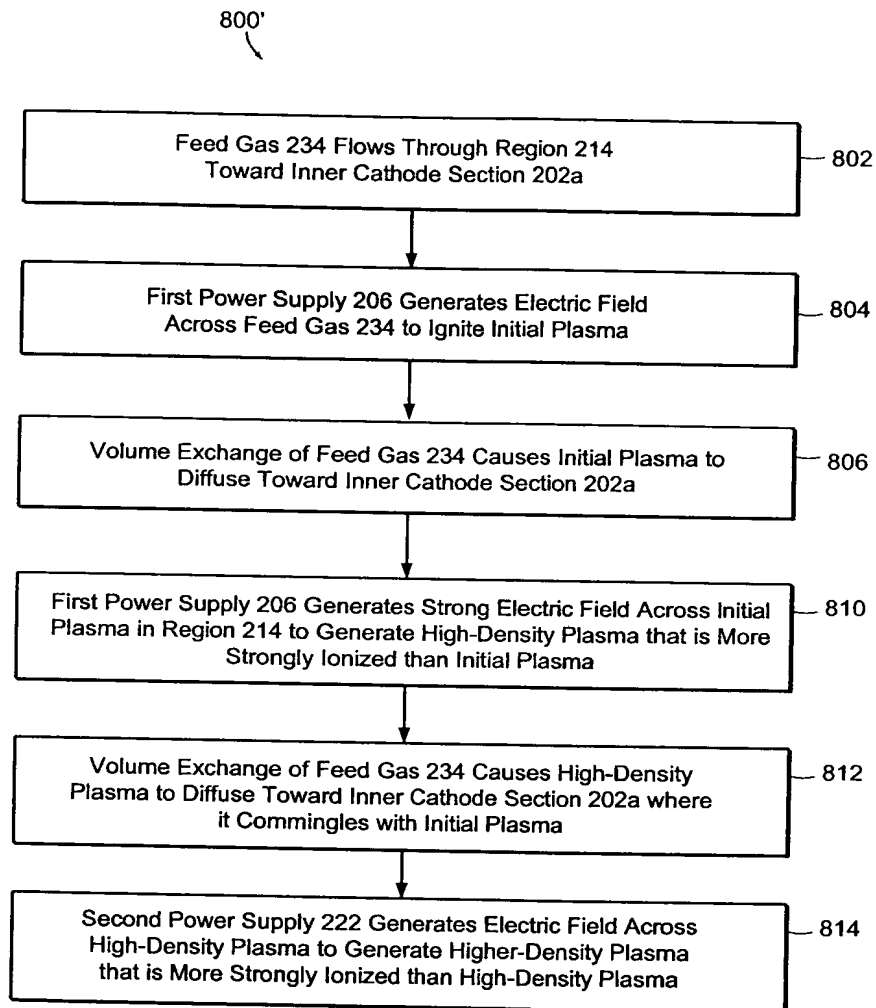 800'
Feed Gas 234 Flows Through Region 214
Toward Inner Cathode Section 202a
802
First Power Supply 206 Generates Electric Field
Across Feed Gas 234 to Ignite Initial Plasma
804
Volume Exchange of Feed Gas 234 Causes Initial Plasma to
Diffuse Toward Inner Cathode Section 202a
806
First Power Supply 206 Generates Strong Electric Field Across Initial
Plasma in Region 214 to Generate High-Density Plasma that is More
Strongly Ionized than Initial Plasma
810
Volume Exchange of Feed Gas 234 Causes High-Density
Plasma to Diffuse Toward Inner Cathode Section 202a where
it Commingles with Initial Plasma
812
Second Power Supply 222 Generates Electric Field Across
High-Density Plasma to Generate Higher-Density Plasma
that is More Strongly Ionized than High-Density Plasma
814